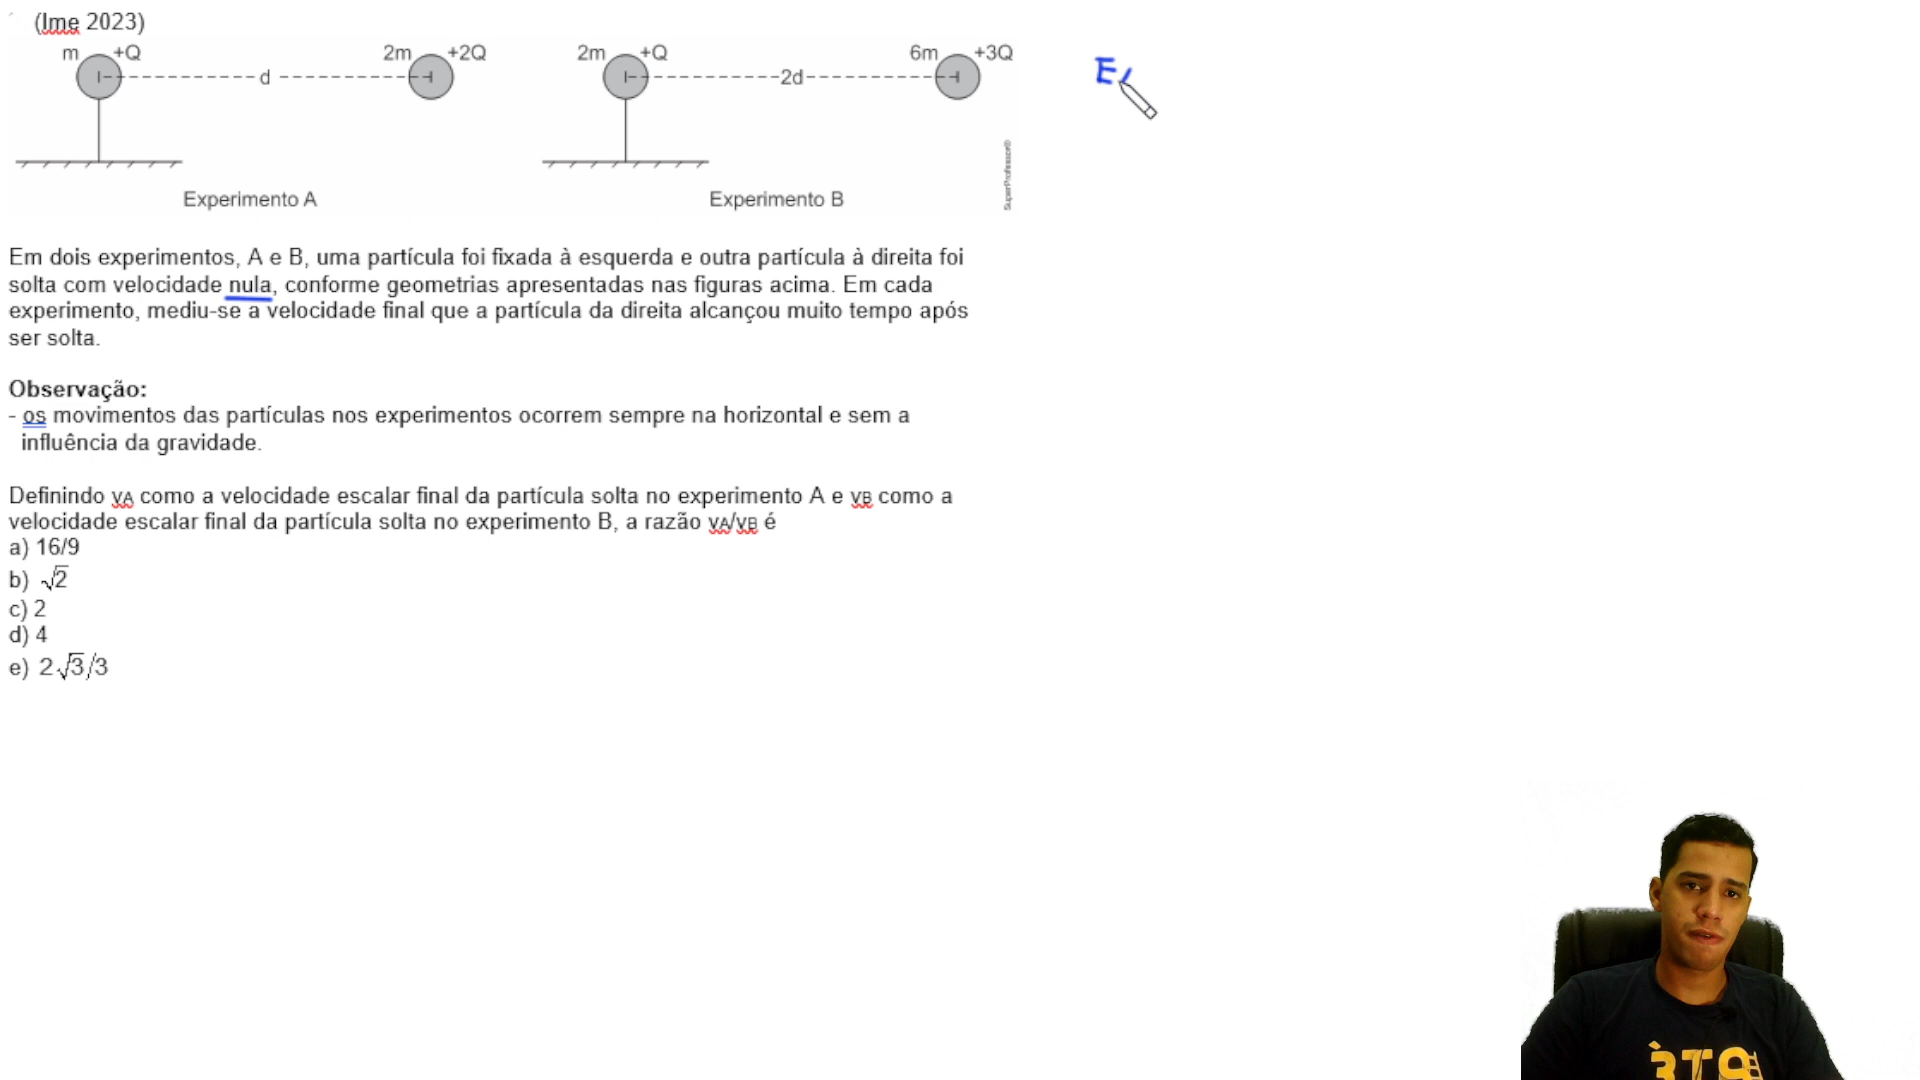 (Ime 2023)
m +Q 2m +2Q 2m +Q 6m +3Q
d 2d
Experimento A Experimento B
SuperProfessor®
Em dois experimentos, A e B, uma partícula foi fixada à esquerda e outra partícula à direita foi
solta com velocidade nula, conforme geometrias apresentadas nas figuras acima. Em cada
experimento, mediu-se a velocidade final que a partícula da direita alcançou muito tempo após
ser solta.
Observação:
- os movimentos das partículas nos experimentos ocorrem sempre na horizontal e sem a
influência da gravidade.
Definindo vA como a velocidade escalar final da partícula solta no experimento A e vB como a
velocidade escalar final da partícula solta no experimento B, a razão vA/vB é
a) 16/9
b) √2
c) 2
d) 4
e) 2√3/3
E